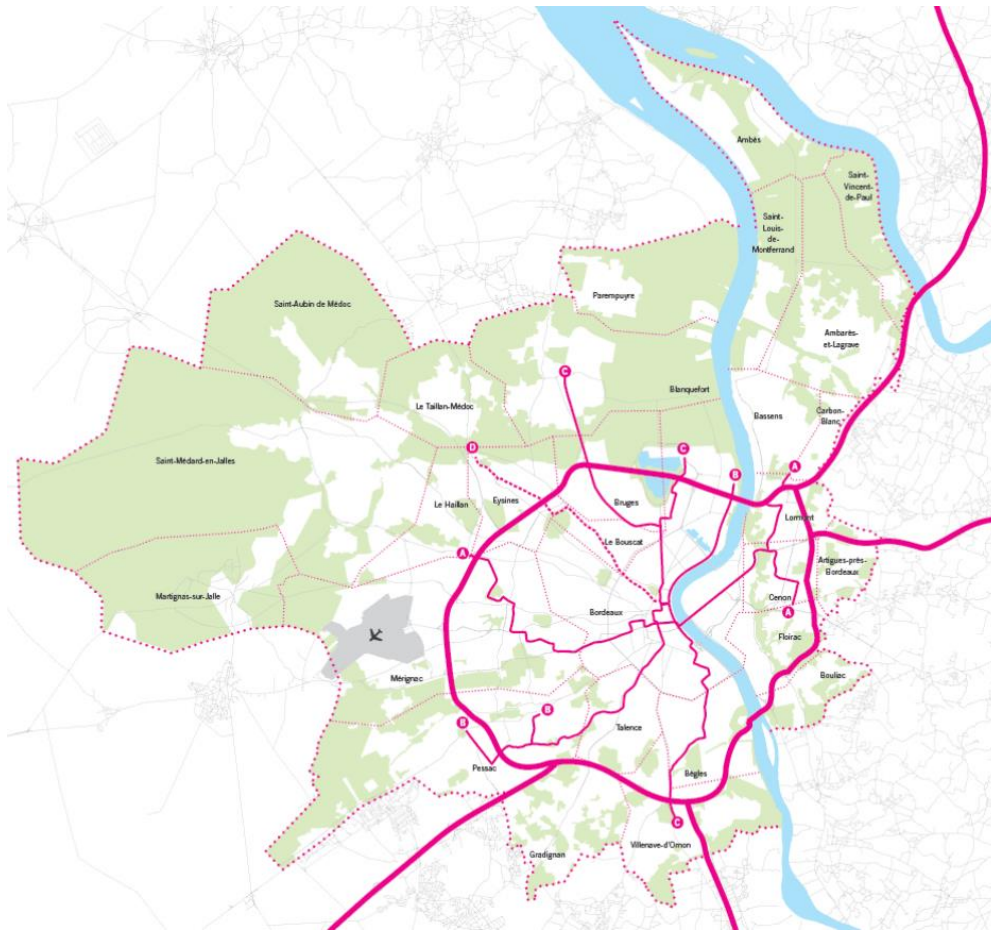 Ambès
Saint-
Vincent-
de-Paul
Saint-
Louis-
de-
Montferrand
Parempuyre
Saint-Aubin de Médoc
Ambarès-
et-Lagrave
C
Blanquefort
Le Taillan-Médoc
Bassens
Carbon-
Blanc
D
C
Saint-Médard-en-Jalles
A
B
Le Haillan
Eysines
Bruges
Lormont
Le Bouscat
A
Artigues-près-
Bordeaux
Martignas-sur-Jalle
Cenon
Bordeaux
A
Floirac
Mérignac
Bouliac
B
B
Talence
Pessac
Bègles
C
Gradignan
Villenave-d'Ornon